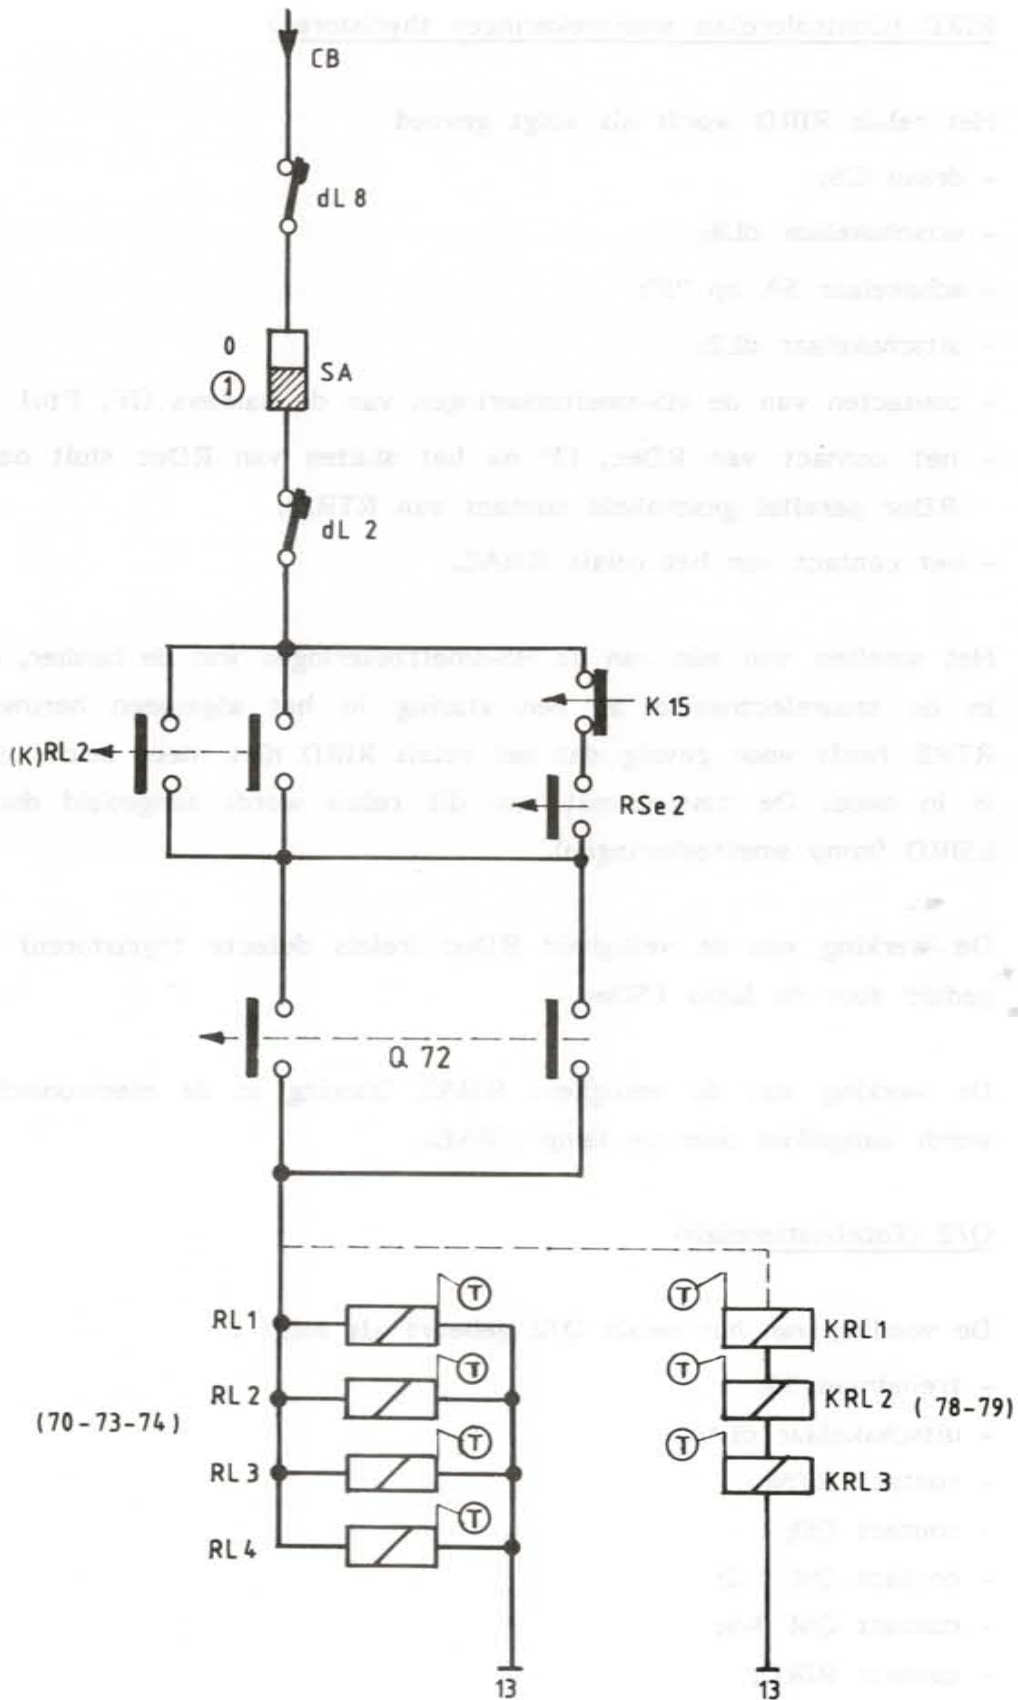 CB
dL 8
0
1 SA
dL 2
K 15
(K) RL 2
RSe 2
Q 72
RL 1 T T KRL 1
RL 2 T T KRL 2 ( 78-79)
(70-73-74)
RL 3 T T KRL 3
RL 4 T
13 13